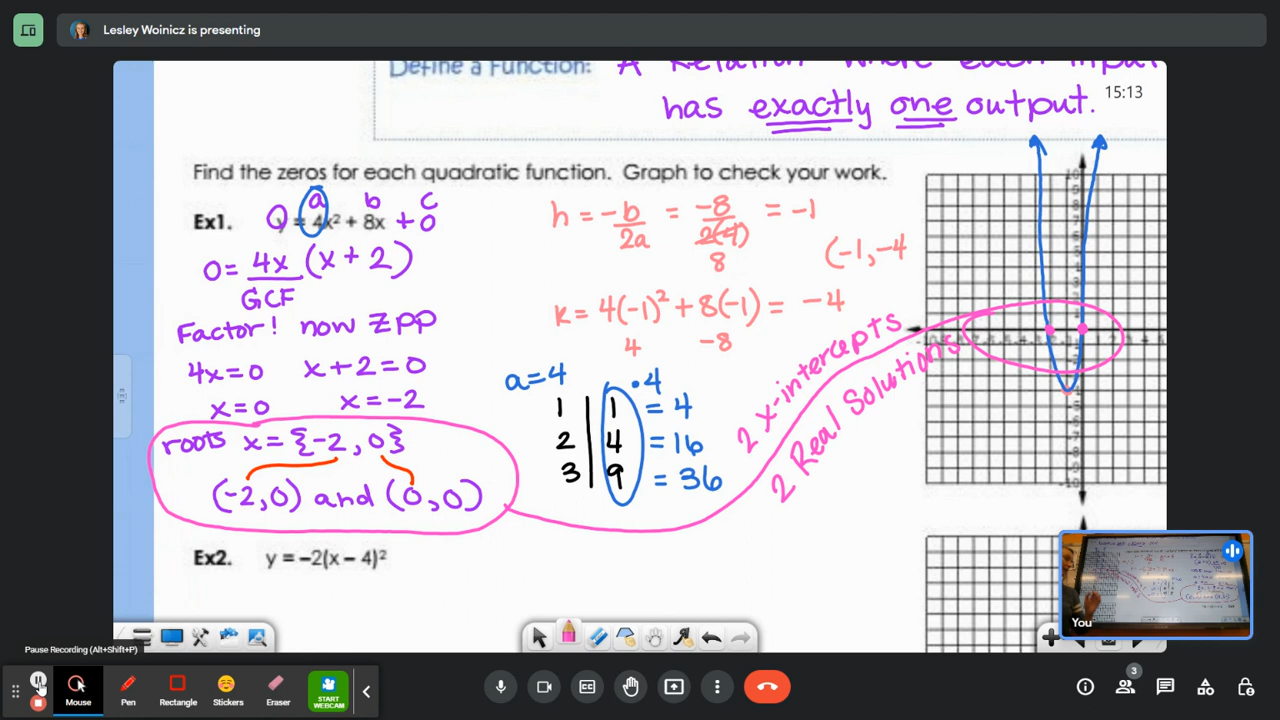 Lesley Woinicz is presenting
Define a Function: A Relation where each input
has exactly one output.
15:13
Find the zeros for each quadratic function. Graph to check your work.
a b c
Ex1. 0 = 4x² + 8x + 0
0 = 4x (x + 2)
GCF
Factor! now ZPP
4x = 0 x + 2 = 0
x = 0 x = -2
roots x = {-2, 0}
(-2, 0) and (0, 0)
h = -b/2a = -8/2(4) = -1
8
(-1, -4
k = 4(-1)² + 8(-1) = -4
4 -8
a = 4 •4
1 | 1 = 4
2 | 4 = 16
3 | 9 = 36
2 x-intercepts
2 Real Solutions
Ex2. y = –2(x – 4)²
You
Pause Recording (Alt+Shift+P)
Mouse
Pen
Rectangle
Stickers
Eraser
START
WEBCAM
CC
3